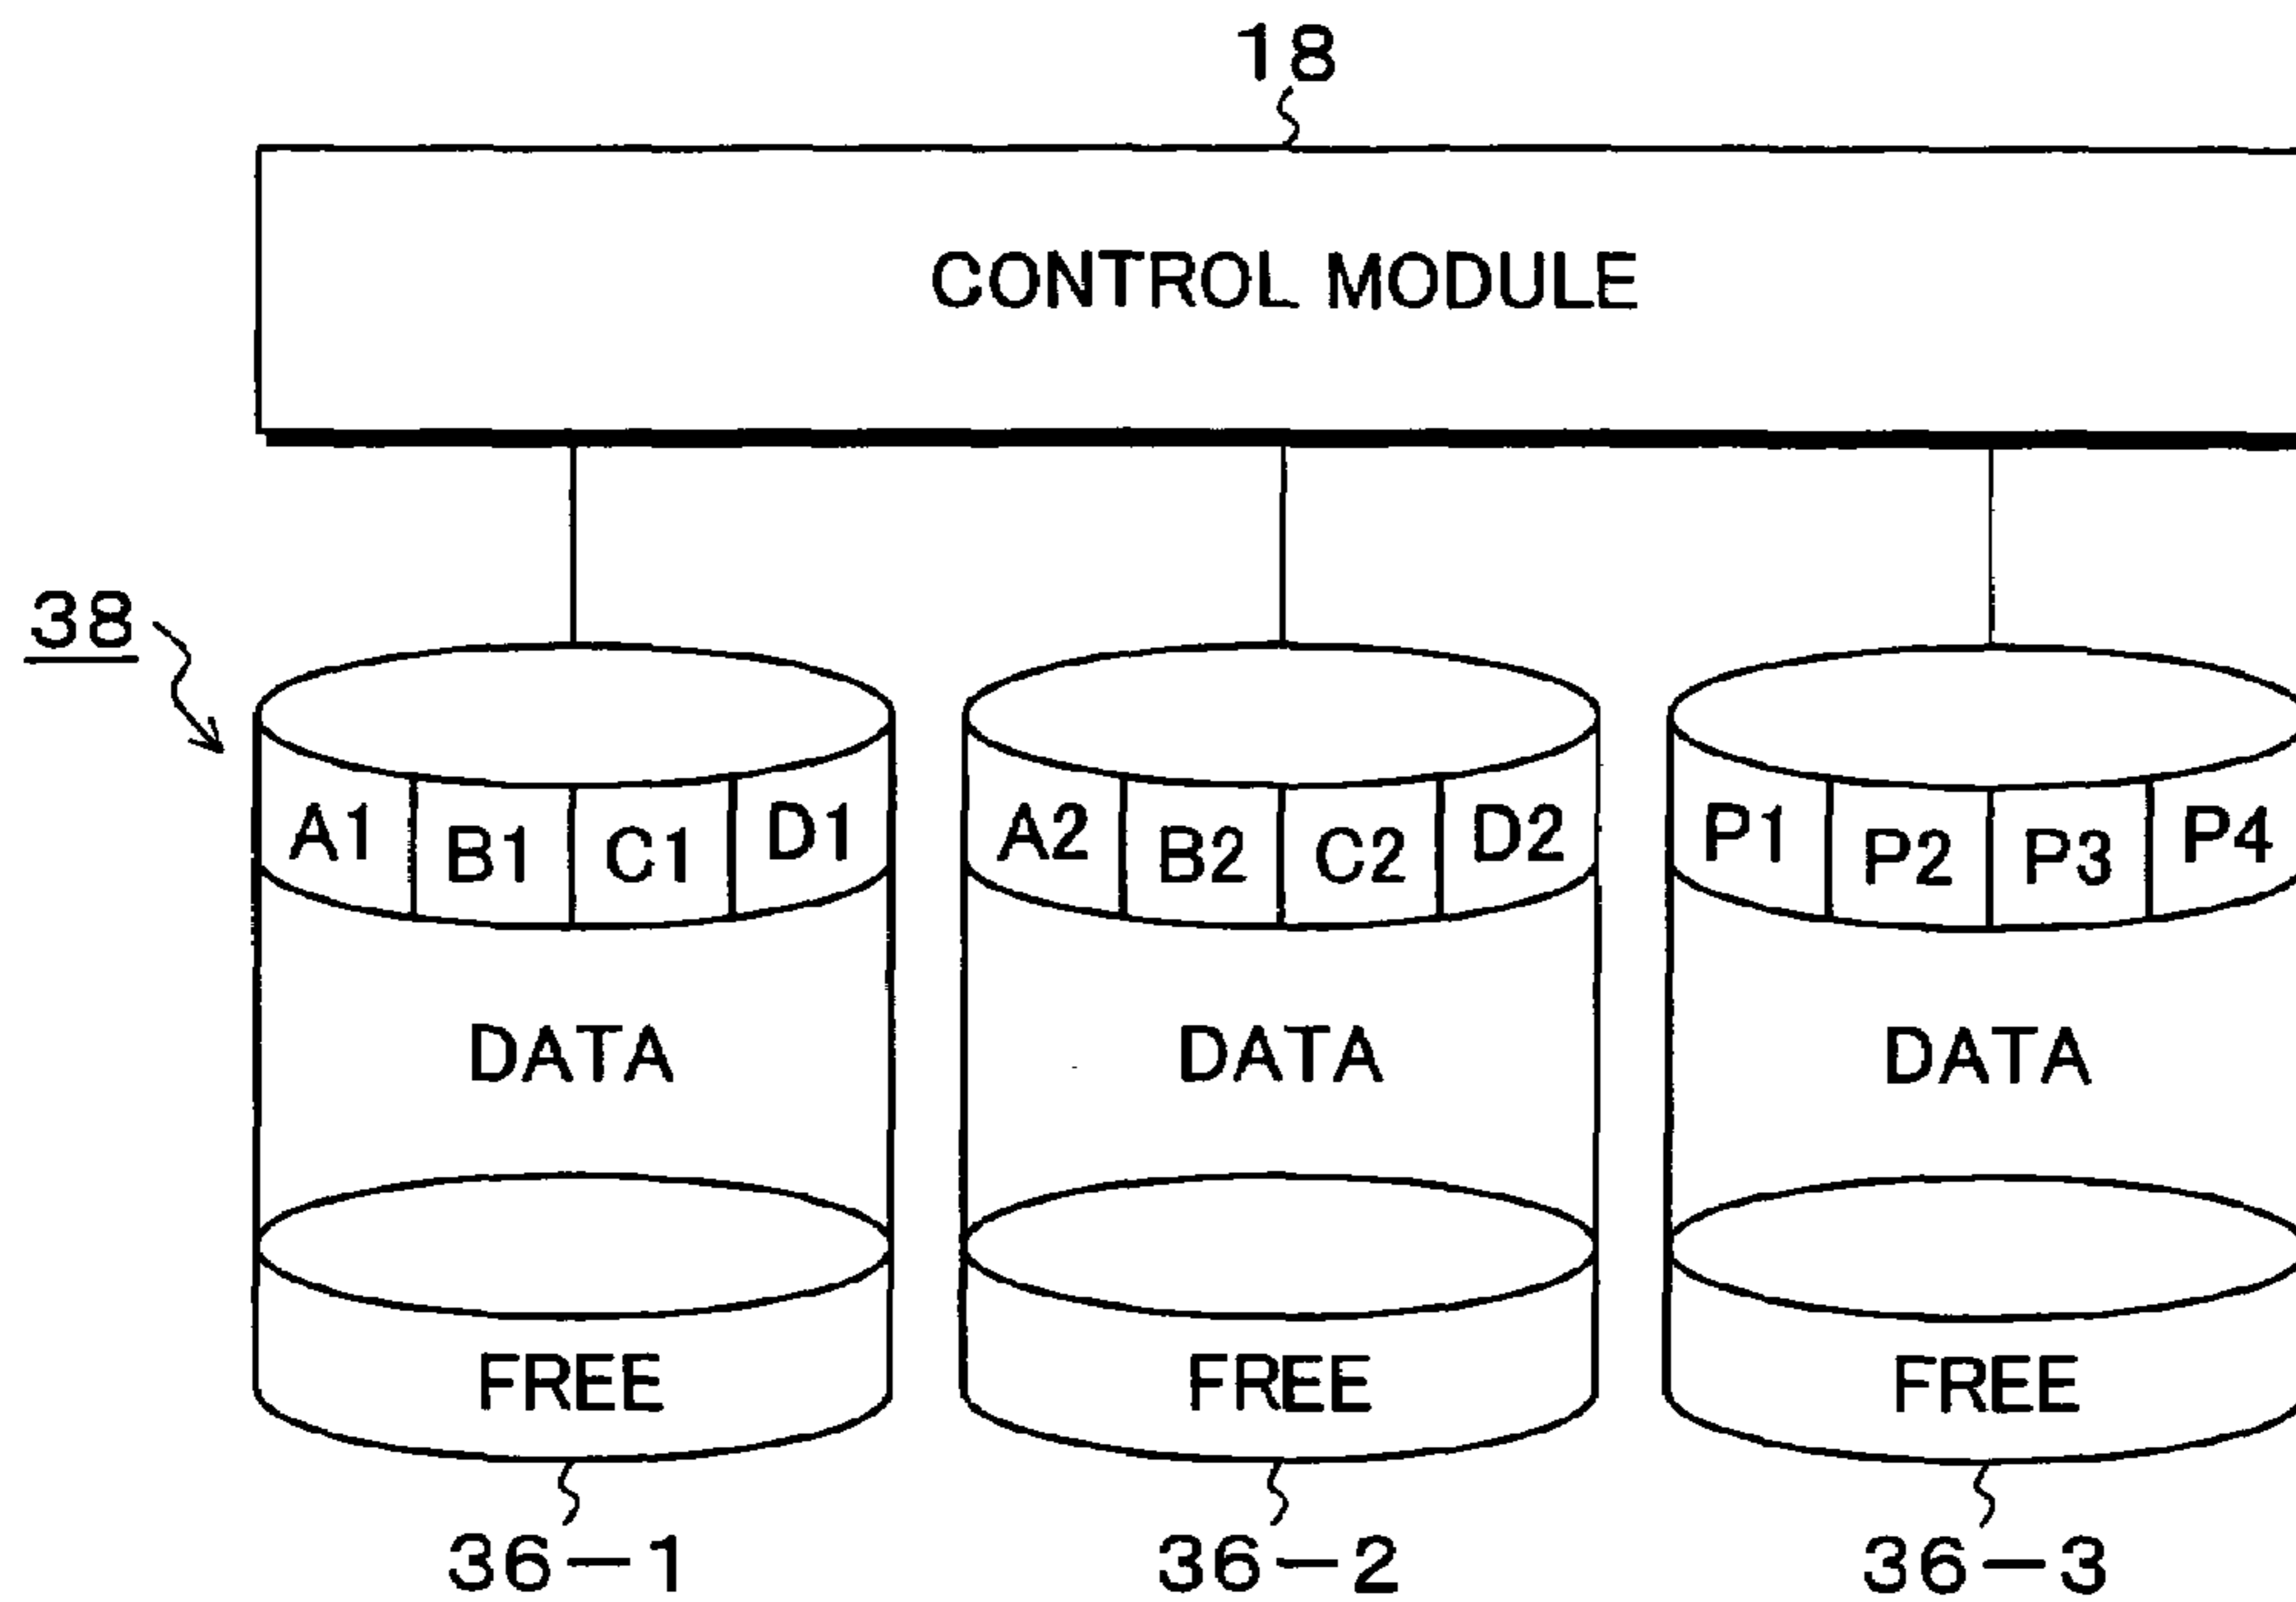 18
CONTROL MODULE
38
A1 B1 C1 D1 A2 B2 C2 D2 P1 P2 P3 P4
DATA DATA DATA
FREE FREE FREE
36-1 36-2 36-3